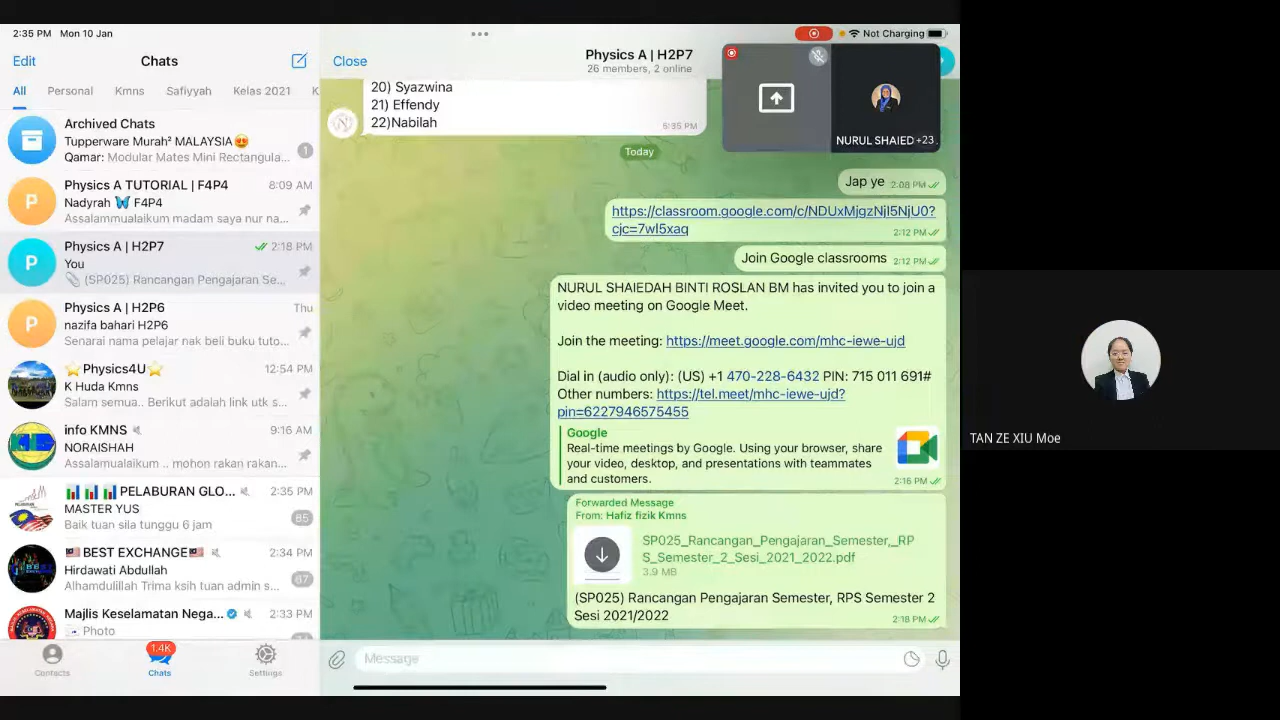 2:35 PM Mon 10 Jan
Not Charging
Edit
Chats
All
Personal
Kmns
Safiyyah
Kelas 2021
K
Archived Chats
Tupperware Murah² MALAYSIA😍
Qamar: Modular Mates Mini Rectangula...
1
P
Physics A TUTORIAL | F4P4
8:09 AM
Nadyrah 🦋 F4P4
Assalammualaikum madam saya nur na...
P
Physics A | H2P7
2:18 PM
You
(SP025) Rancangan Pengajaran Se...
P
Physics A | H2P6
Thu
nazifa bahari H2P6
Senarai nama pelajar nak beli buku tuto...
⭐Physics4U⭐
12:54 PM
K Huda Kmns
Salam semua.. Berikut adalah link utk s...
info KMNS
9:16 AM
NORAISHAH
Assalamualaikum .. mohon rakan rakan...
📊 📊 📊 PELABURAN GLO...
2:35 PM
MASTER YUS
Baik tuan sila tunggu 6 jam
85
🇲🇾BEST EXCHANGE🇲🇾
2:34 PM
Hirdawati Abdullah
Alhamdulillah Trima ksih tuan admin s...
Majlis Keselamatan Nega...
2:33 PM
Photo
Contacts
1.4K
Chats
Settings
Close
Physics A | H2P7
26 members, 2 online
20) Syazwina
21) Effendy
22)Nabilah
5:35 PM
NURUL SHAIED +23
Today
Jap ye 2:08 PM
https://classroom.google.com/c/NDUxMjgzNjI5NjU0?
cjc=7wl5xaq
2:12 PM
Join Google classrooms 2:12 PM
NURUL SHAIEDAH BINTI ROSLAN BM has invited you to join a
video meeting on Google Meet.
Join the meeting: https://meet.google.com/mhc-iewe-ujd
Dial in (audio only): (US) +1 470-228-6432 PIN: 715 011 691#
Other numbers: https://tel.meet/mhc-iewe-ujd?
pin=6227946575455
Google
Real-time meetings by Google. Using your browser, share
your video, desktop, and presentations with teammates
and customers.
2:16 PM
Forwarded Message
From: Hafiz fizik Kmns
SP025_Rancangan_Pengajaran_Semester,_RP
S_Semester_2_Sesi_2021_2022.pdf
3.9 MB
(SP025) Rancangan Pengajaran Semester, RPS Semester 2
Sesi 2021/2022
2:18 PM
Message
TAN ZE XIU Moe